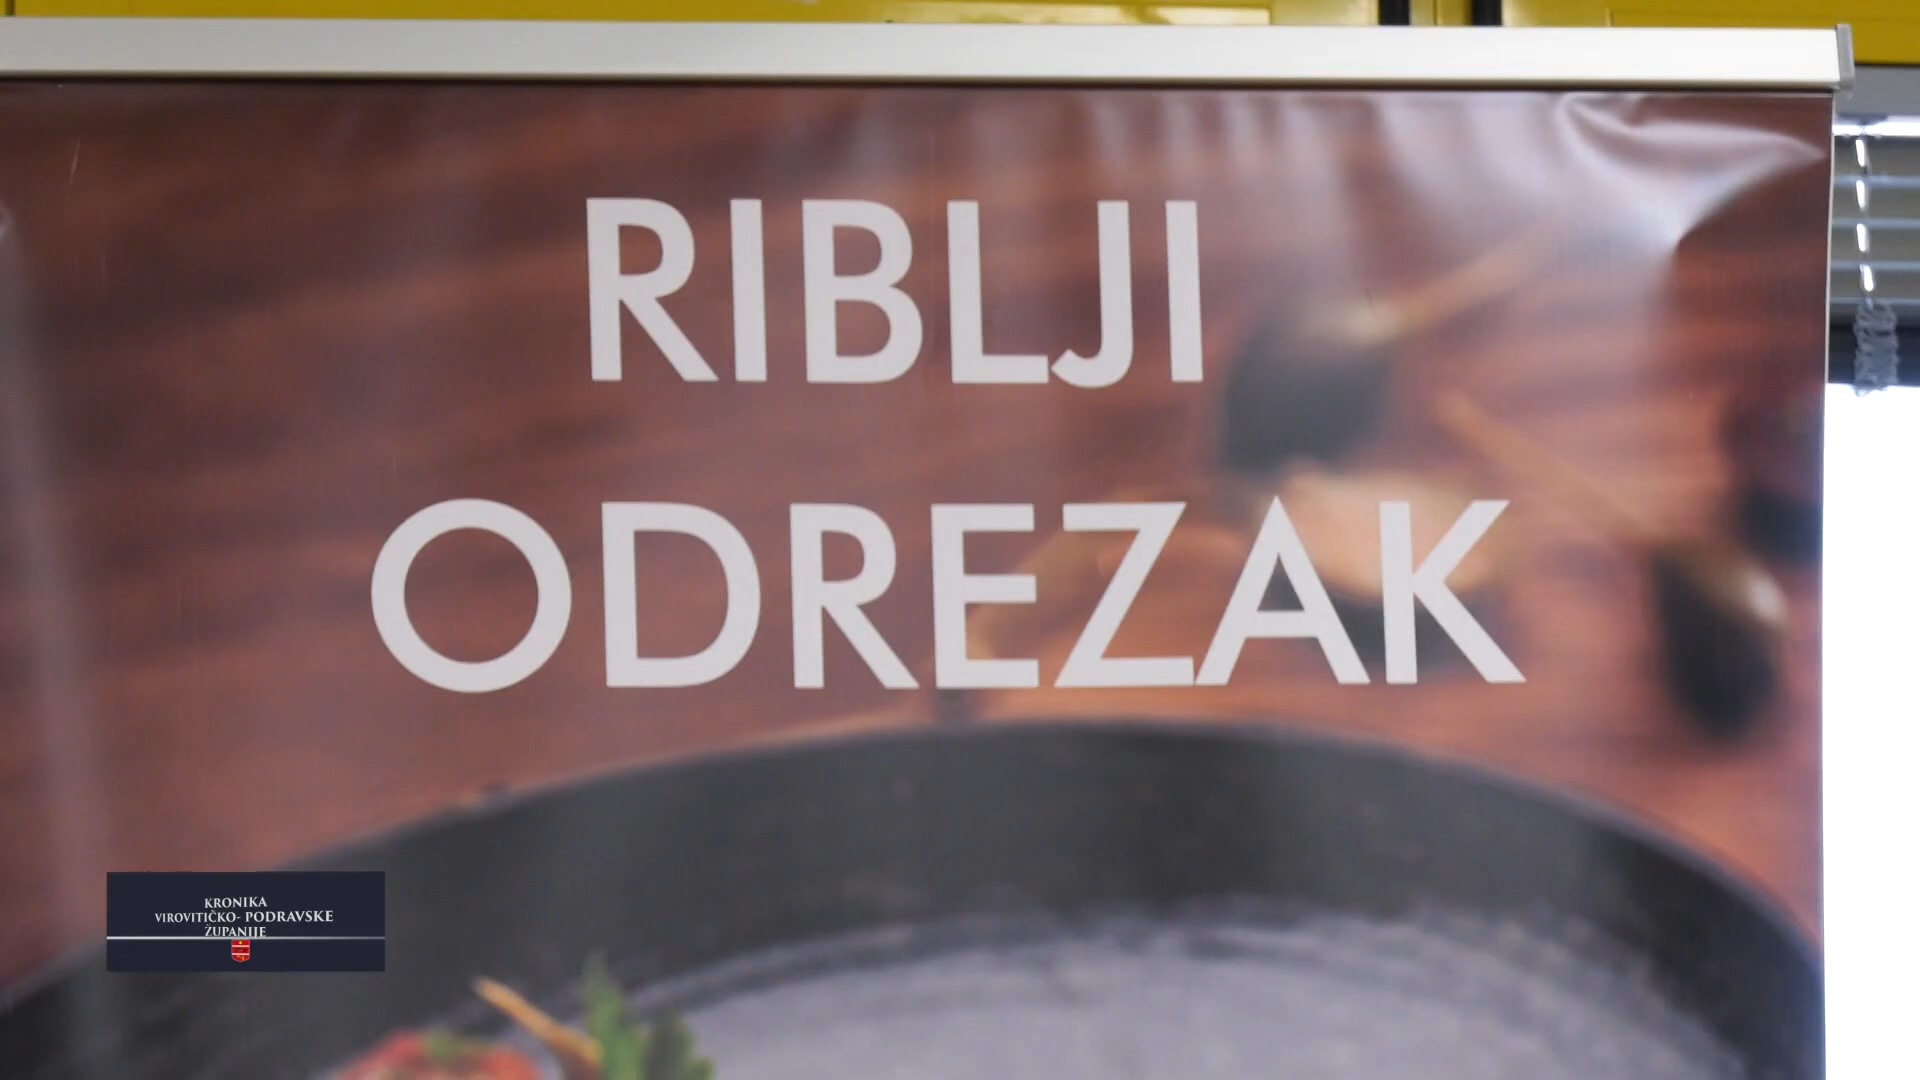 RIBLJI
ODREZAK
KRONIKA
VIROVITIČKO- PODRAVSKE
ŽUPANIJE